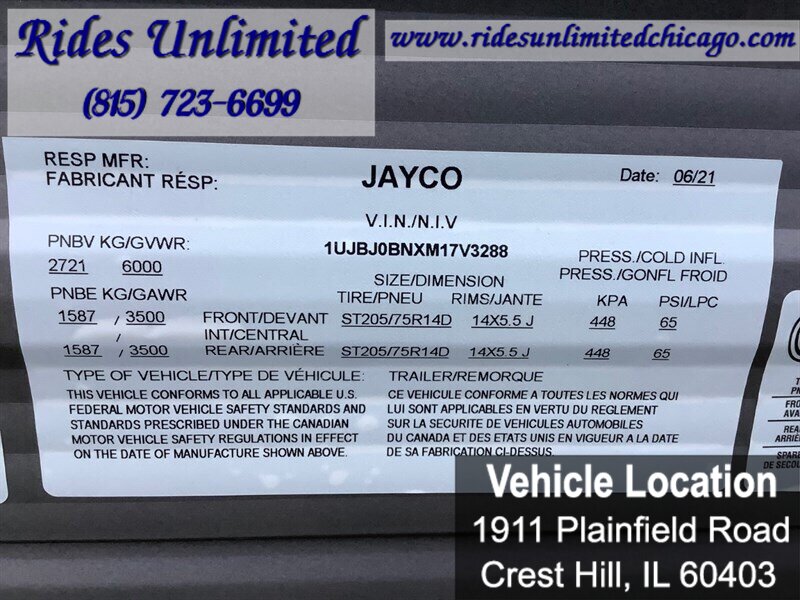 Rides Unlimited
(815) 723-6699
www.ridesunlimitedchicago.com
RESP MFR:
FABRICANT RÉSP:
JAYCO
Date: 06/21
V.I.N./N.I.V
1UJBJ0BNXM17V3288
PNBV KG/GVWR:
2721 6000
PRESS./COLD INFL.
PRESS./GONFL FROID
SIZE/DIMENSION
TIRE/PNEU RIMS/JANTE KPA PSI/LPC
PNBE KG/GAWR
1587 / 3500 FRONT/DEVANT ST205/75R14D 14X5.5 J 448 65
/ INT/CENTRAL
1587 / 3500 REAR/ARRIÈRE ST205/75R14D 14X5.5 J 448 65
TYPE OF VEHICLE/TYPE DE VÉHICULE: TRAILER/REMORQUE
THIS VEHICLE CONFORMS TO ALL APPLICABLE U.S.
FEDERAL MOTOR VEHICLE SAFETY STANDARDS AND
STANDARDS PRESCRIBED UNDER THE CANADIAN
MOTOR VEHICLE SAFETY REGULATIONS IN EFFECT
ON THE DATE OF MANUFACTURE SHOWN ABOVE.
CE VEHICULE CONFORME A TOUTES LES NORMES QUI
LUI SONT APPLICABLES EN VERTU DU REGLEMENT
SUR LA SECURITE DE VEHICULES AUTOMOBILES
DU CANADA ET DES ETATS UNIS EN VIGUEUR A LA DATE
DE SA FABRICATION CI-DESSUS.
Vehicle Location
1911 Plainfield Road
Crest Hill, IL 60403